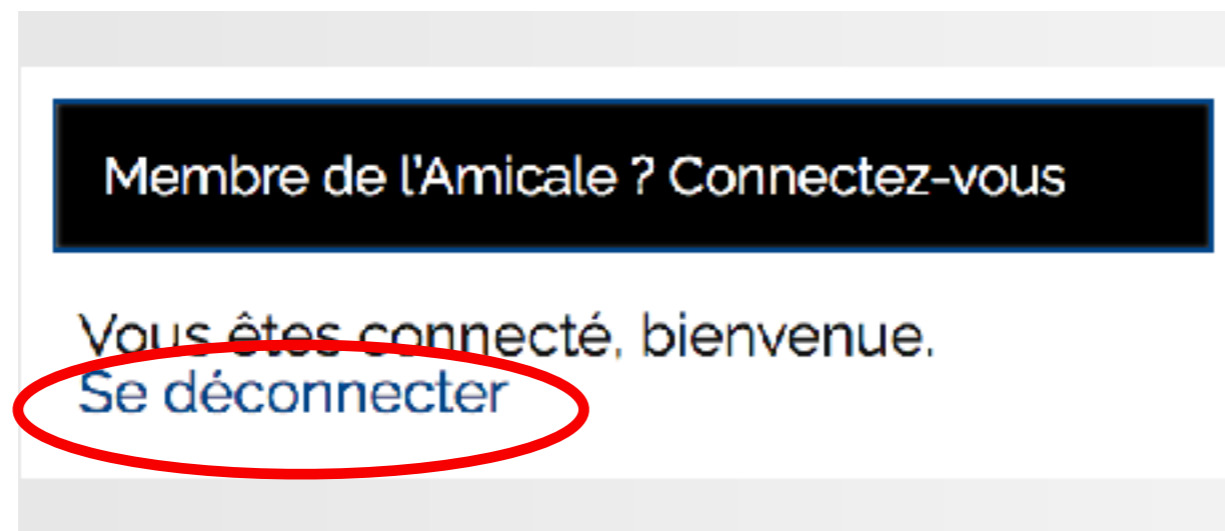 Membre de l'Amicale ? Connectez-vous
Vous êtes connecté, bienvenue.
Se déconnecter